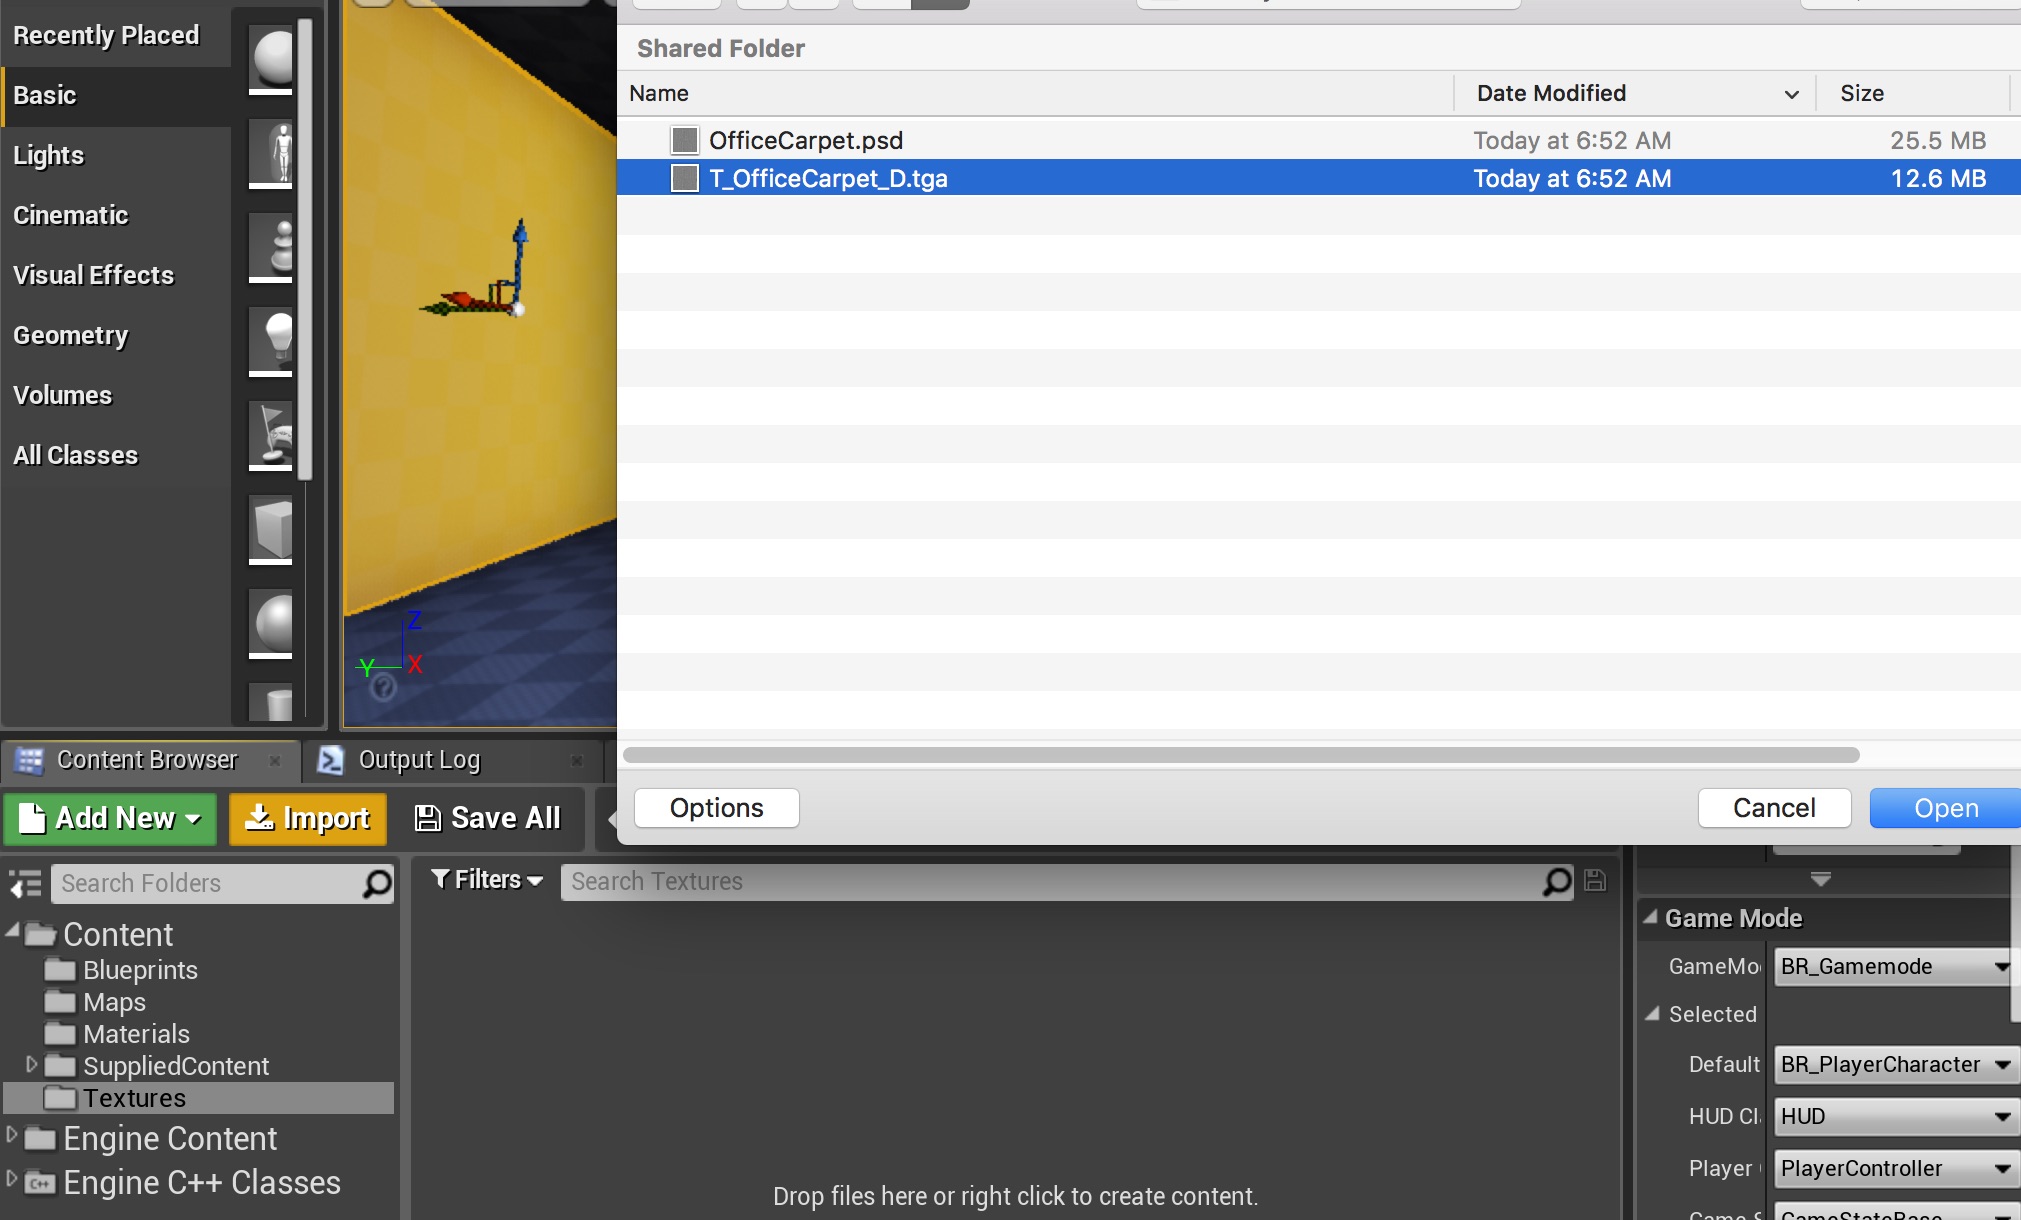 Recently Placed
Basic
Lights
Cinematic
Visual Effects
Geometry
Volumes
All Classes
Z
Y
X
Shared Folder
Name
Date Modified
Size
OfficeCarpet.psd
Today at 6:52 AM
25.5 MB
T_OfficeCarpet_D.tga
Today at 6:52 AM
12.6 MB
Options
Cancel
Open
Content Browser
Output Log
Add New
Import
Save All
Search Folders
Filters
Search Textures
Content
Blueprints
Maps
Materials
SuppliedContent
Textures
Engine Content
C++
Engine C++ Classes
Drop files here or right click to create content.
Game Mode
GameMo
BR_Gamemode
Selected
Default
BR_PlayerCharacter
HUD Cl
HUD
Player
PlayerController
GameStateBase